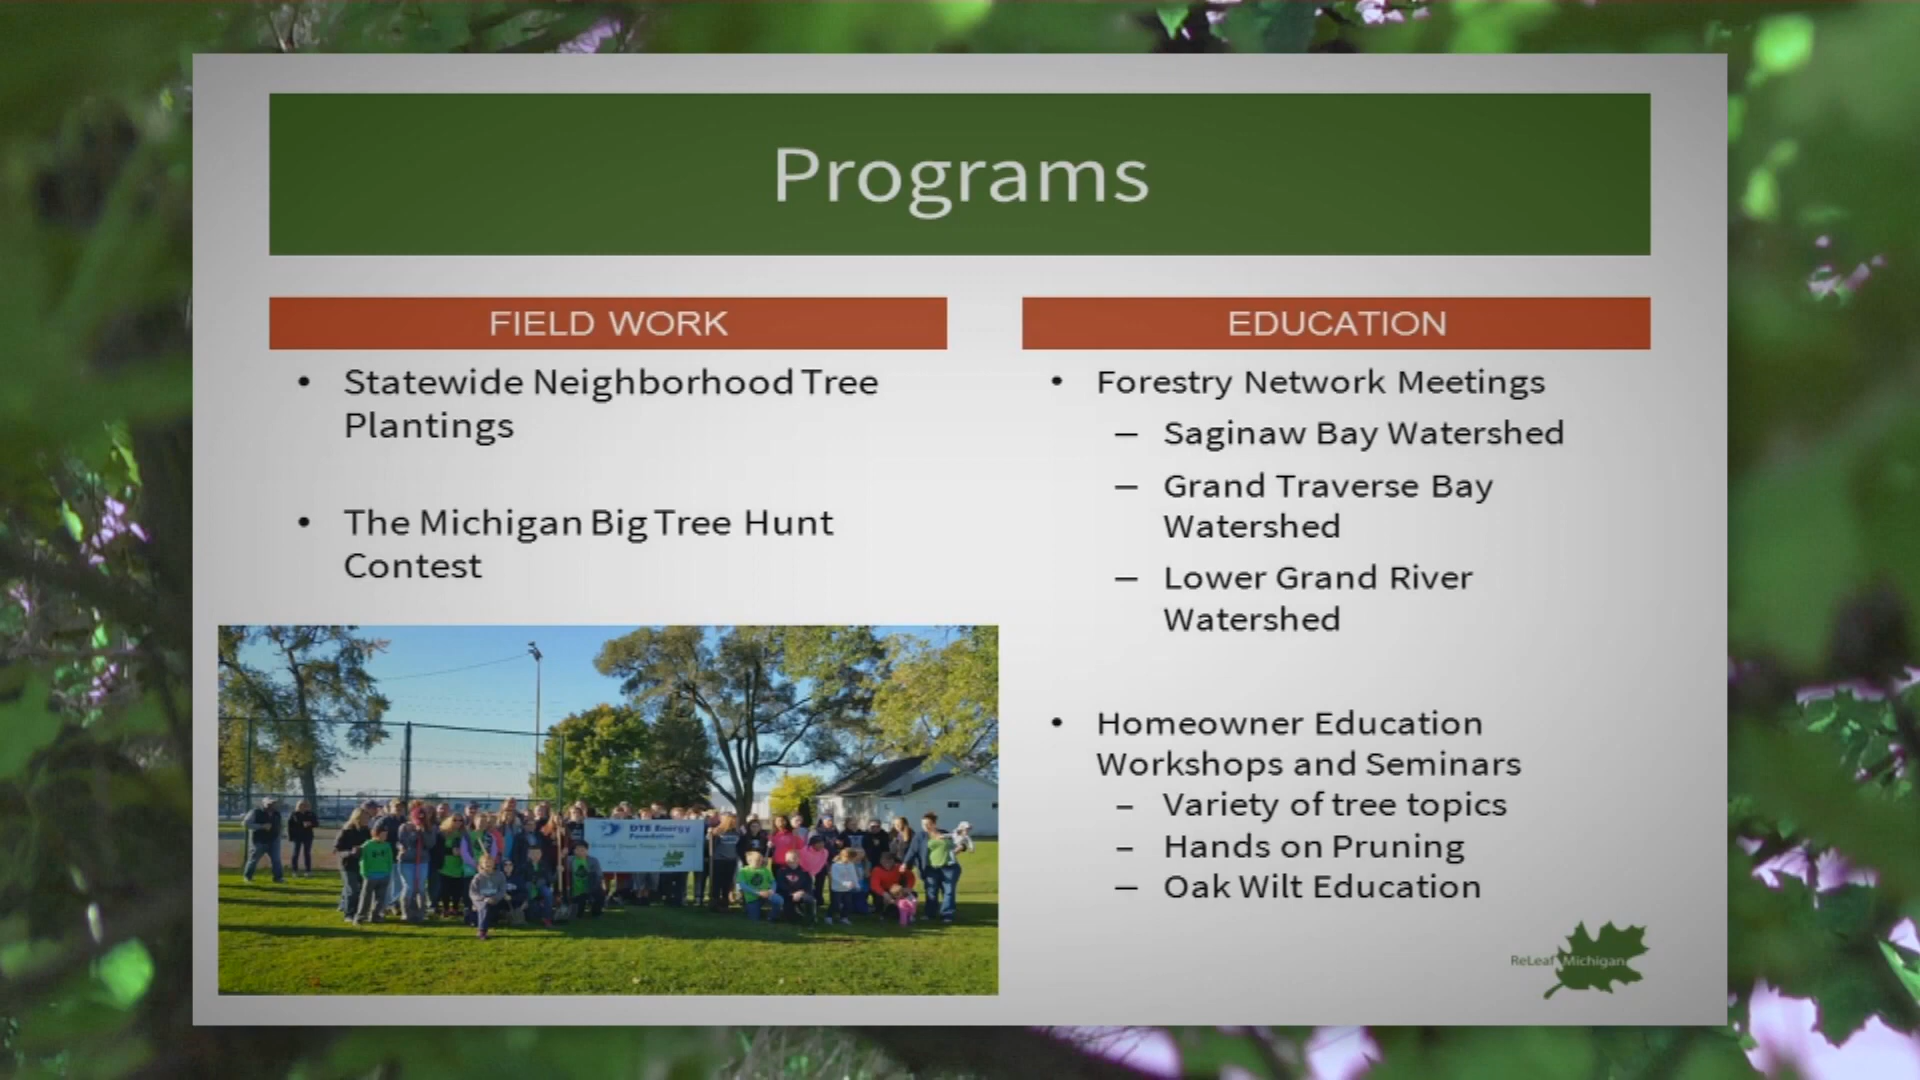 Programs
FIELD WORK
• Statewide Neighborhood Tree
Plantings
• The Michigan Big Tree Hunt
Contest
EDUCATION
• Forestry Network Meetings
– Saginaw Bay Watershed
– Grand Traverse Bay
Watershed
– Lower Grand River
Watershed
• Homeowner Education
Workshops and Seminars
– Variety of tree topics
– Hands on Pruning
– Oak Wilt Education
DTE Energy
Foundation
ReLeaf Michigan